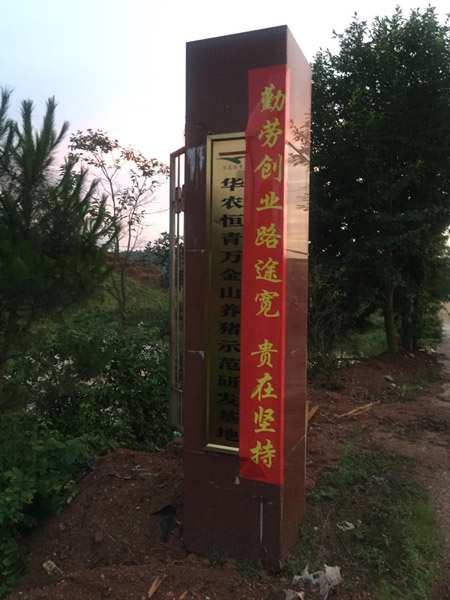 勤劳创业路途宽 贵在坚持
华农恒青万金山养猪示范研发基地